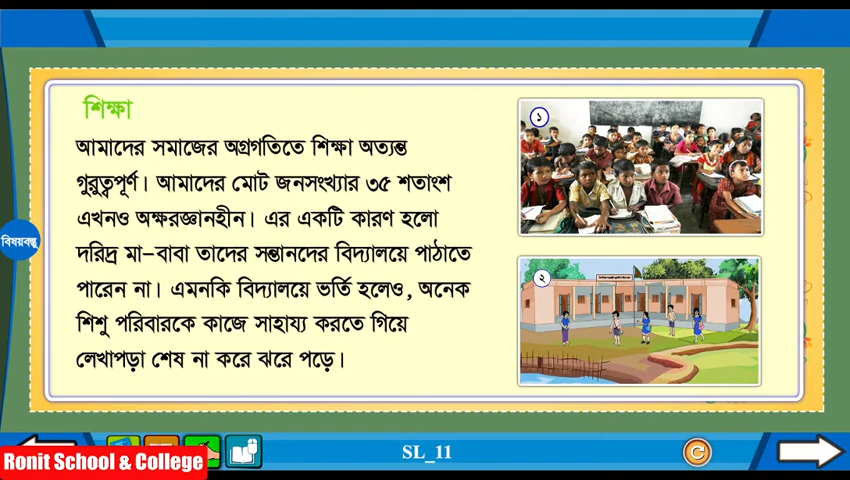 শিক্ষা
আমাদের সমাজের অগ্রগতিতে শিক্ষা অত্যন্ত
গুরুত্বপূর্ণ। আমাদের মোট জনসংখ্যার ৩৫ শতাংশ
এখনও অক্ষরজ্ঞানহীন। এর একটি কারণ হলো
দরিদ্র মা-বাবা তাদের সন্তানদের বিদ্যালয়ে পাঠাতে
পারেন না। এমনকি বিদ্যালয়ে ভর্তি হলেও, অনেক
শিশু পরিবারকে কাজে সাহায্য করতে গিয়ে
লেখাপড়া শেষ না করে ঝরে পড়ে।
১
২
বিষয়বস্তু
SL_11
Ronit School & College